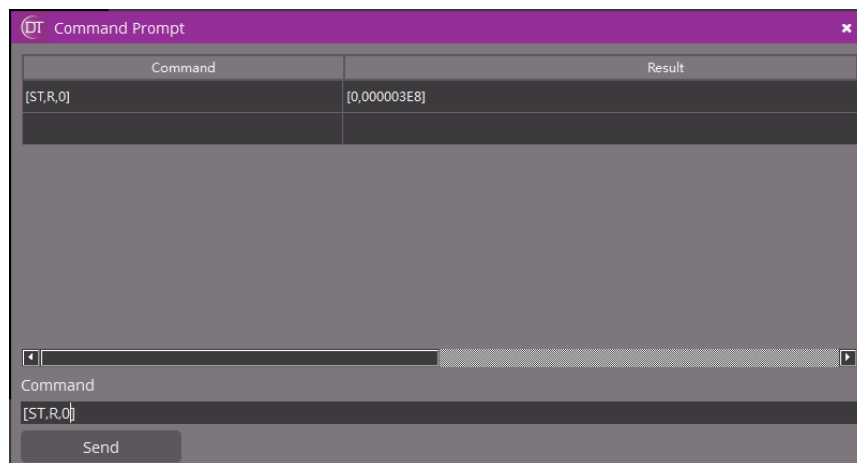 DT Command Prompt
Command Result
[ST,R,0] [0,000003E8]
Command
[ST,R,0]
Send